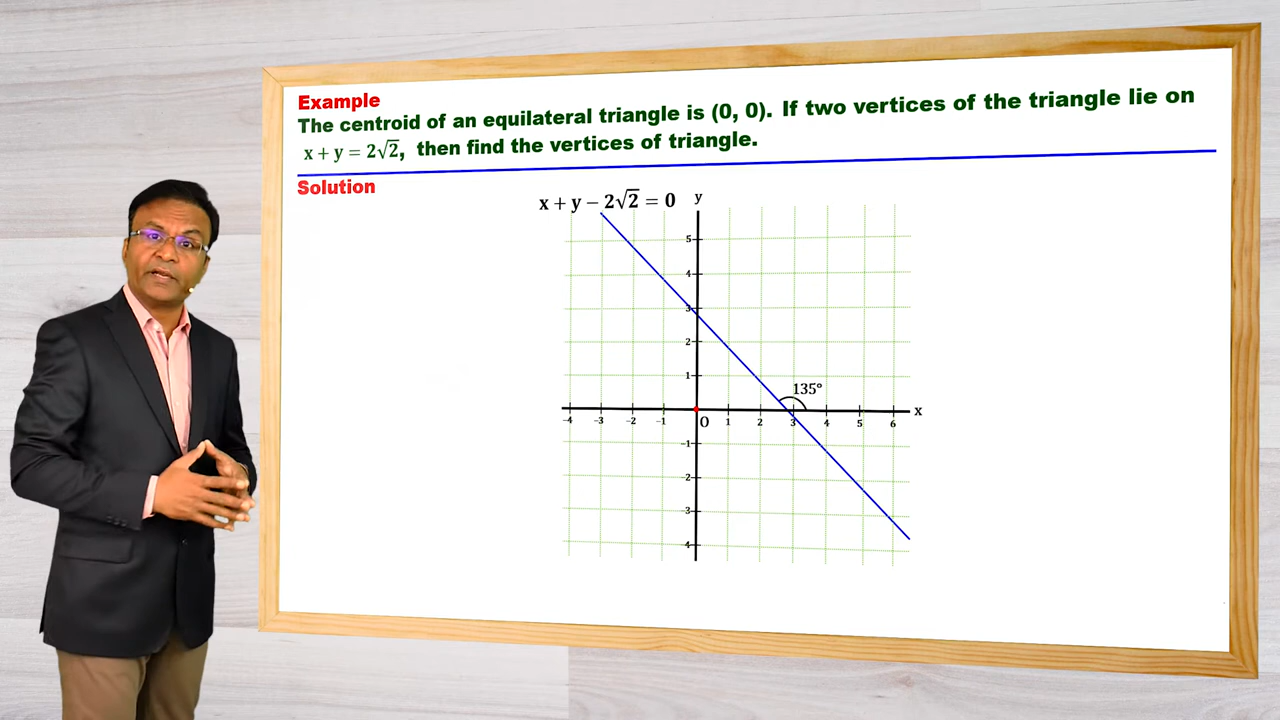 Example
The centroid of an equilateral triangle is (0, 0). If two vertices of the triangle lie on
x + y = 2√2, then find the vertices of triangle.
Solution
x + y − 2√2 = 0
y
5
4
3
2
1
135°
-4 -3 -2 -1 O 1 2 3 4 5 6 x
-1
-2
-3
4